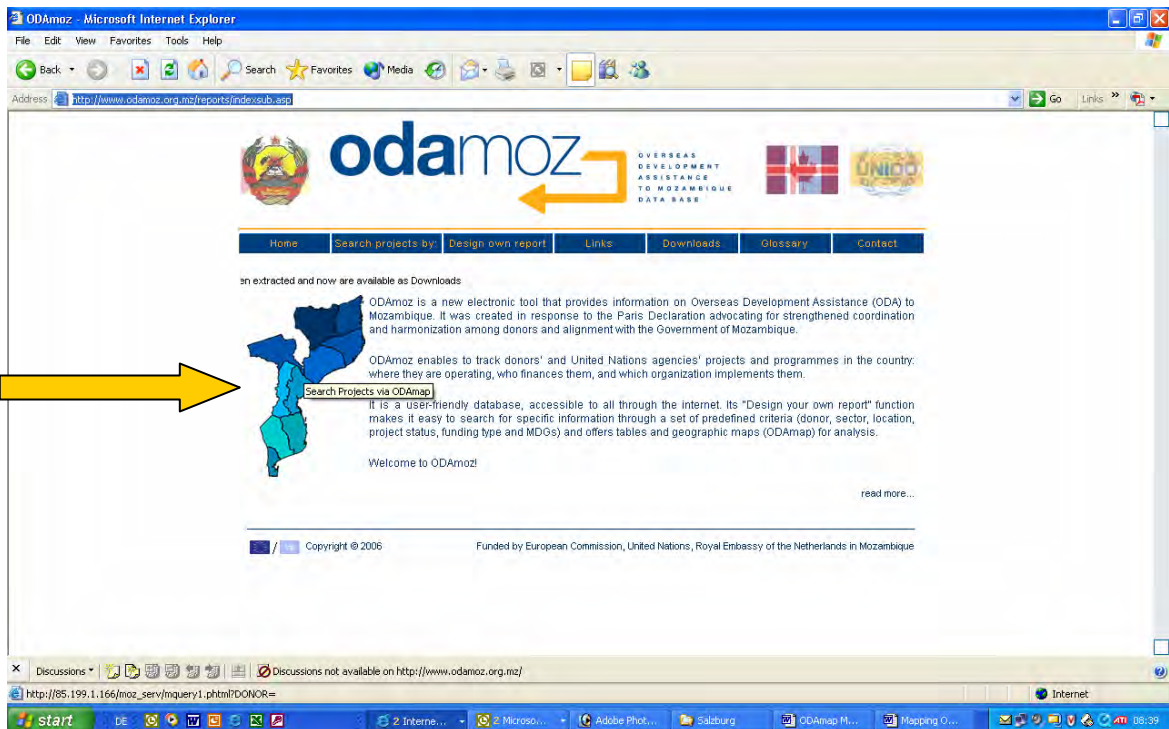 ODAmoz - Microsoft Internet Explorer
File Edit View Favorites Tools Help
Back Search Favorites Media
Address http://www.odamoz.org.mz/reports/indexsub.asp Go Links »
odamoz
OVERSEAS
DEVELOPMENT
ASSISTANCE
TO MOZAMBIQUE
DATA BASE
UNIDO
Home Search projects by: Design own report Links Downloads Glossary Contact
en extracted and now are available as Downloads
ODAmoz is a new electronic tool that provides information on Overseas Development Assistance (ODA) to
Mozambique. It was created in response to the Paris Declaration advocating for strengthened coordination
and harmonization among donors and alignment with the Government of Mozambique.
ODAmoz enables to track donors' and United Nations agencies' projects and programmes in the country:
where they are operating, who finances them, and which organization implements them.
Search Projects via ODAmap
It is a user-friendly database, accessible to all through the internet. Its "Design your own report" function
makes it easy to search for specific information through a set of predefined criteria (donor, sector, location,
project status, funding type and MDGs) and offers tables and geographic maps (ODAmap) for analysis.
Welcome to ODAmoz!
read more...
/ Copyright © 2006 Funded by European Commission, United Nations, Royal Embassy of the Netherlands in Mozambique
Discussions Discussions not available on http://www.odamoz.org.mz/
http://85.199.1.166/moz_serv/mquery1.phtml?DONOR= Internet
start DE 2 Interne... 2 Microso... Adobe Phot... Salzburg ODAmap M... Mapping O... 08:39